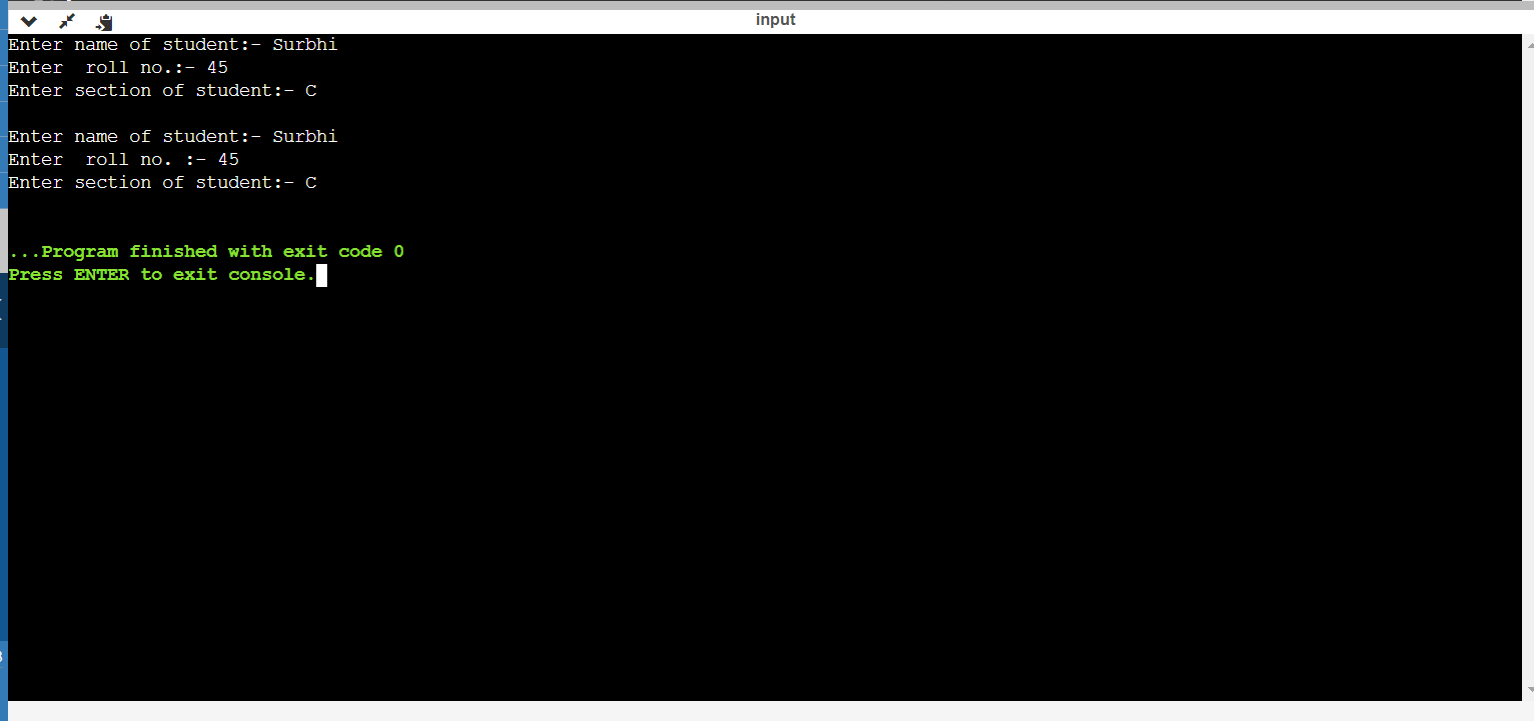 input
Enter name of student:- Surbhi
Enter  roll no.:- 45
Enter section of student:- C
Enter name of student:- Surbhi
Enter  roll no. :- 45
Enter section of student:- C
...Program finished with exit code 0
Press ENTER to exit console.